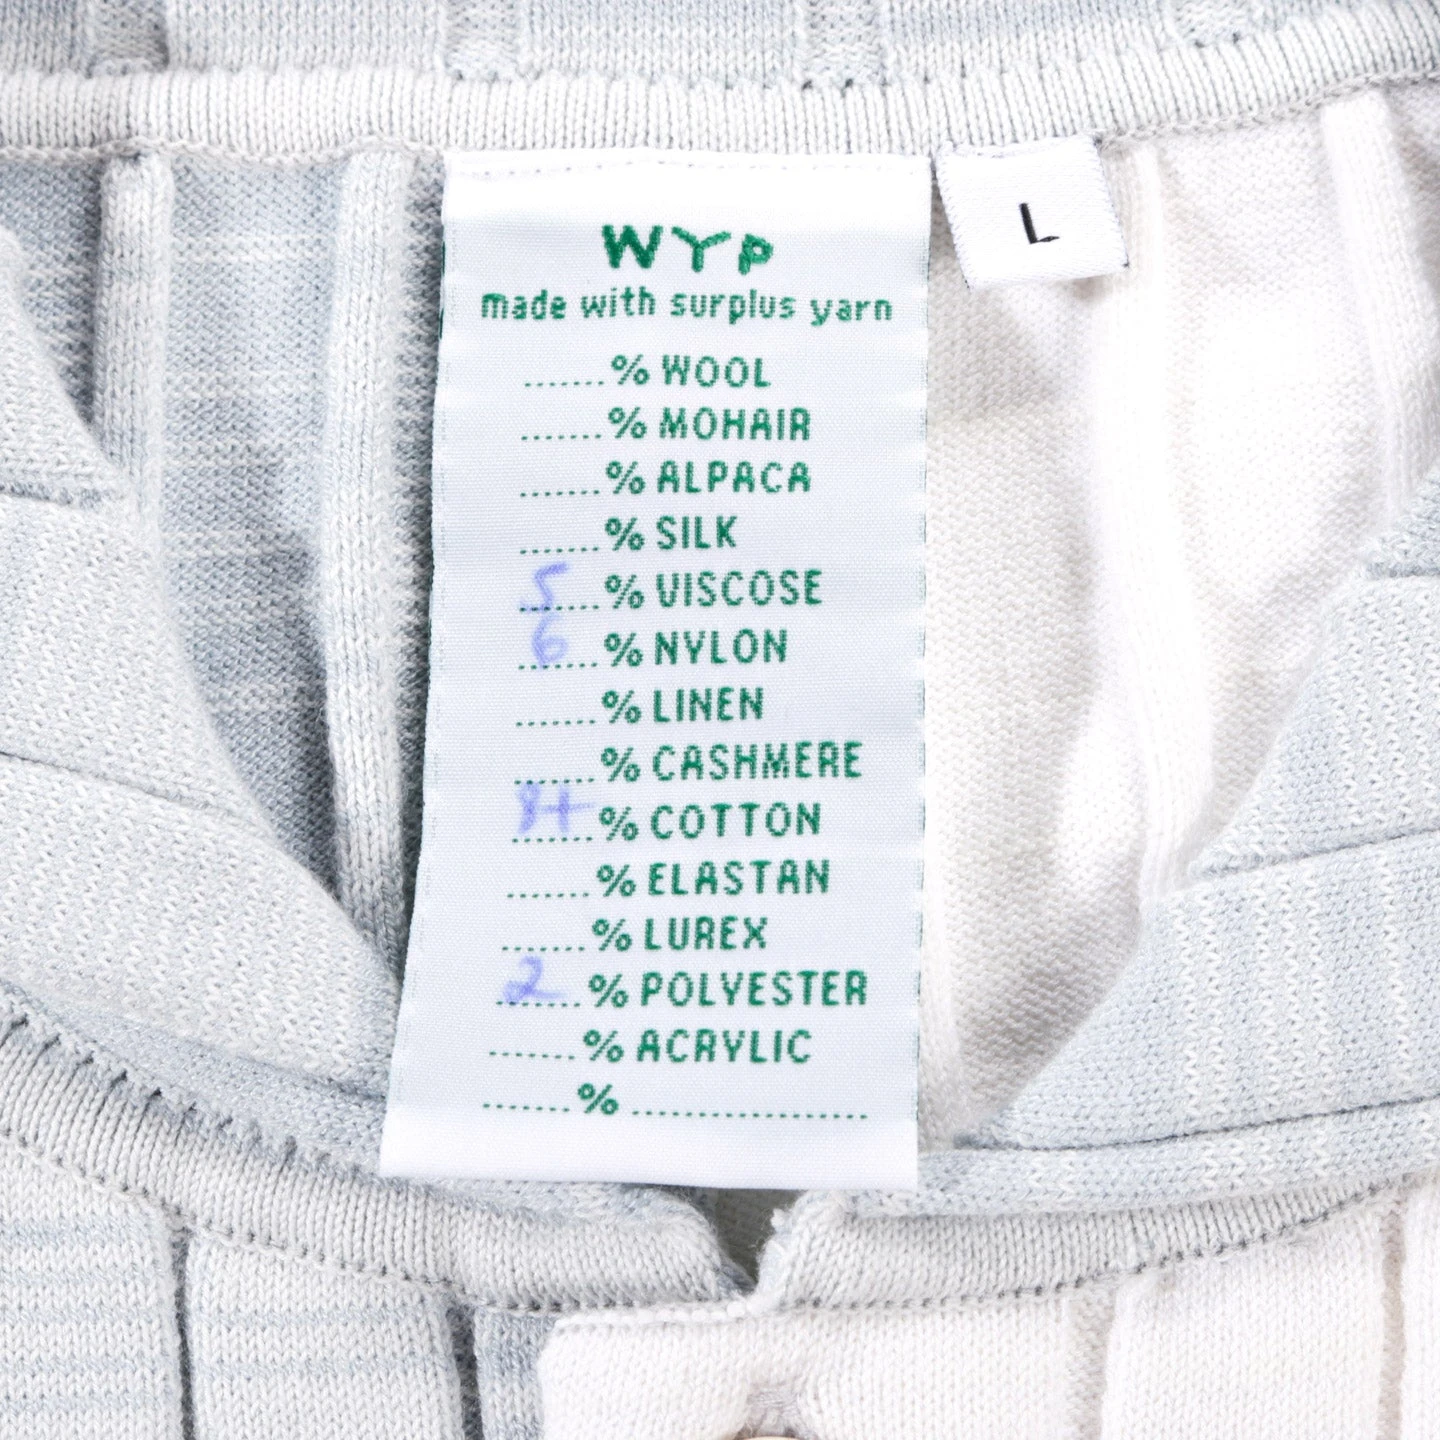 WYP
made with surplus yarn
.......% WOOL
.......% MOHAIR
.......% ALPACA
.......% SILK
5% VISCOSE
6% NYLON
.......% LINEN
.......% CASHMERE
87% COTTON
.......% ELASTAN
.......% LUREX
2% POLYESTER
.......% ACRYLIC
.......% ....................
L